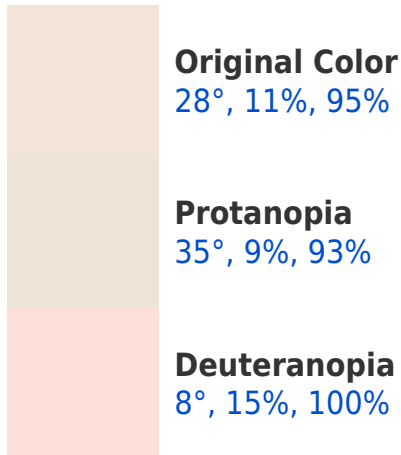 Original Color
28°, 11%, 95%
Protanopia
35°, 9%, 93%
Deuteranopia
8°, 15%, 100%